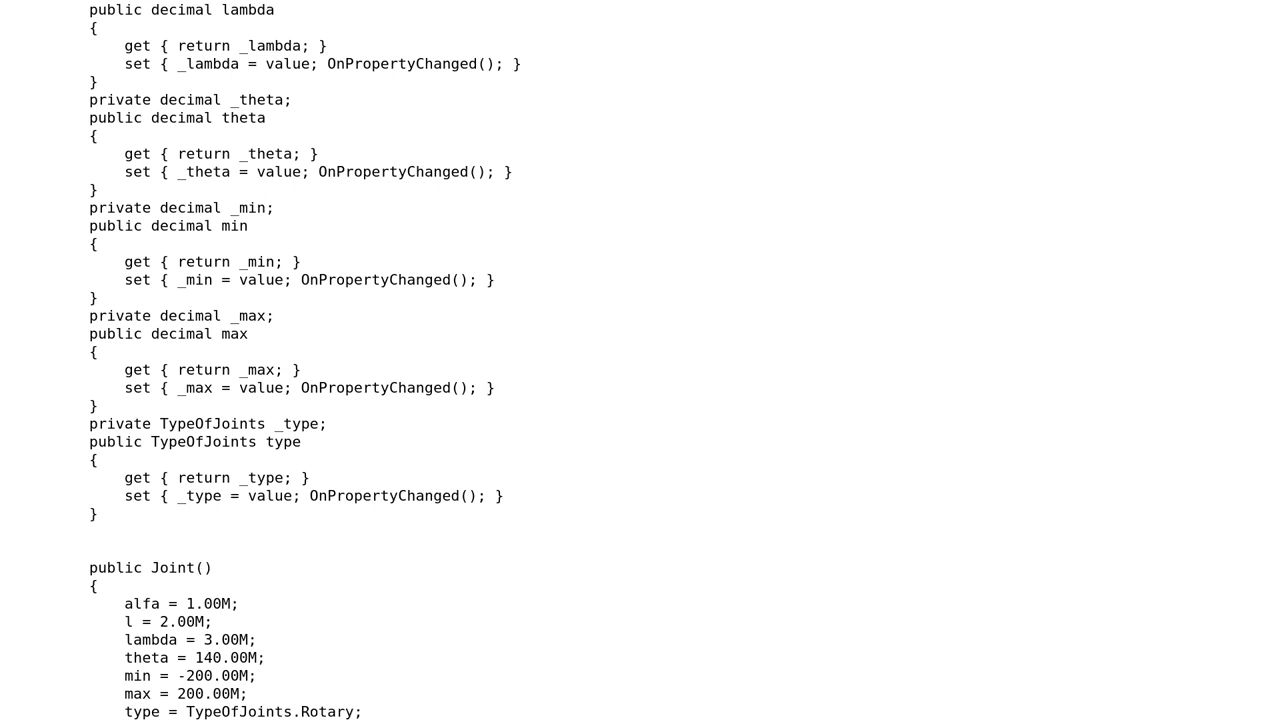 public decimal lambda
{
get { return _lambda; }
set { _lambda = value; OnPropertyChanged(); }
}
private decimal _theta;
public decimal theta
{
get { return _theta; }
set { _theta = value; OnPropertyChanged(); }
}
private decimal _min;
public decimal min
{
get { return _min; }
set { _min = value; OnPropertyChanged(); }
}
private decimal _max;
public decimal max
{
get { return _max; }
set { _max = value; OnPropertyChanged(); }
}
private TypeOfJoints _type;
public TypeOfJoints type
{
get { return _type; }
set { _type = value; OnPropertyChanged(); }
}
public Joint()
{
alfa = 1.00M;
l = 2.00M;
lambda = 3.00M;
theta = 140.00M;
min = -200.00M;
max = 200.00M;
type = TypeOfJoints.Rotary;